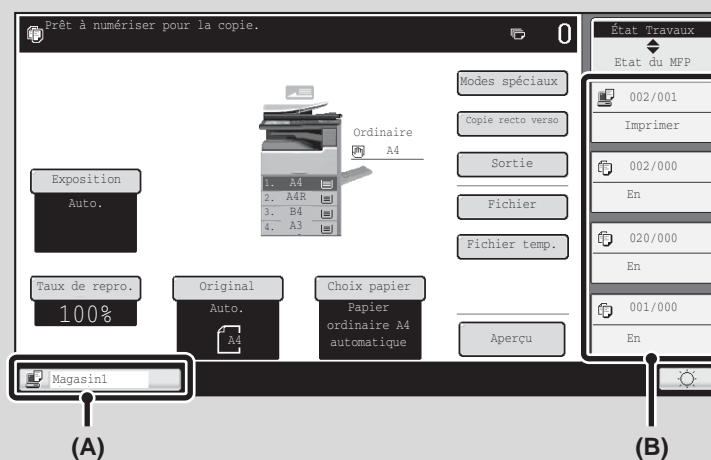 Prêt à numériser pour la copie.
0
État Travaux
Etat du MFP
Modes spéciaux
Copie recto verso
Sortie
Fichier
Fichier temp.
Aperçu
Ordinaire
A4
1. A4
2. A4R
3. B4
4. A3
Exposition
Auto.
Taux de repro.
100%
Original
Auto.
A4
Choix papier
Papier
ordinaire A4
automatique
002/001
Imprimer
002/000
En
020/000
En
001/000
En
Magasin1
(A)
(B)